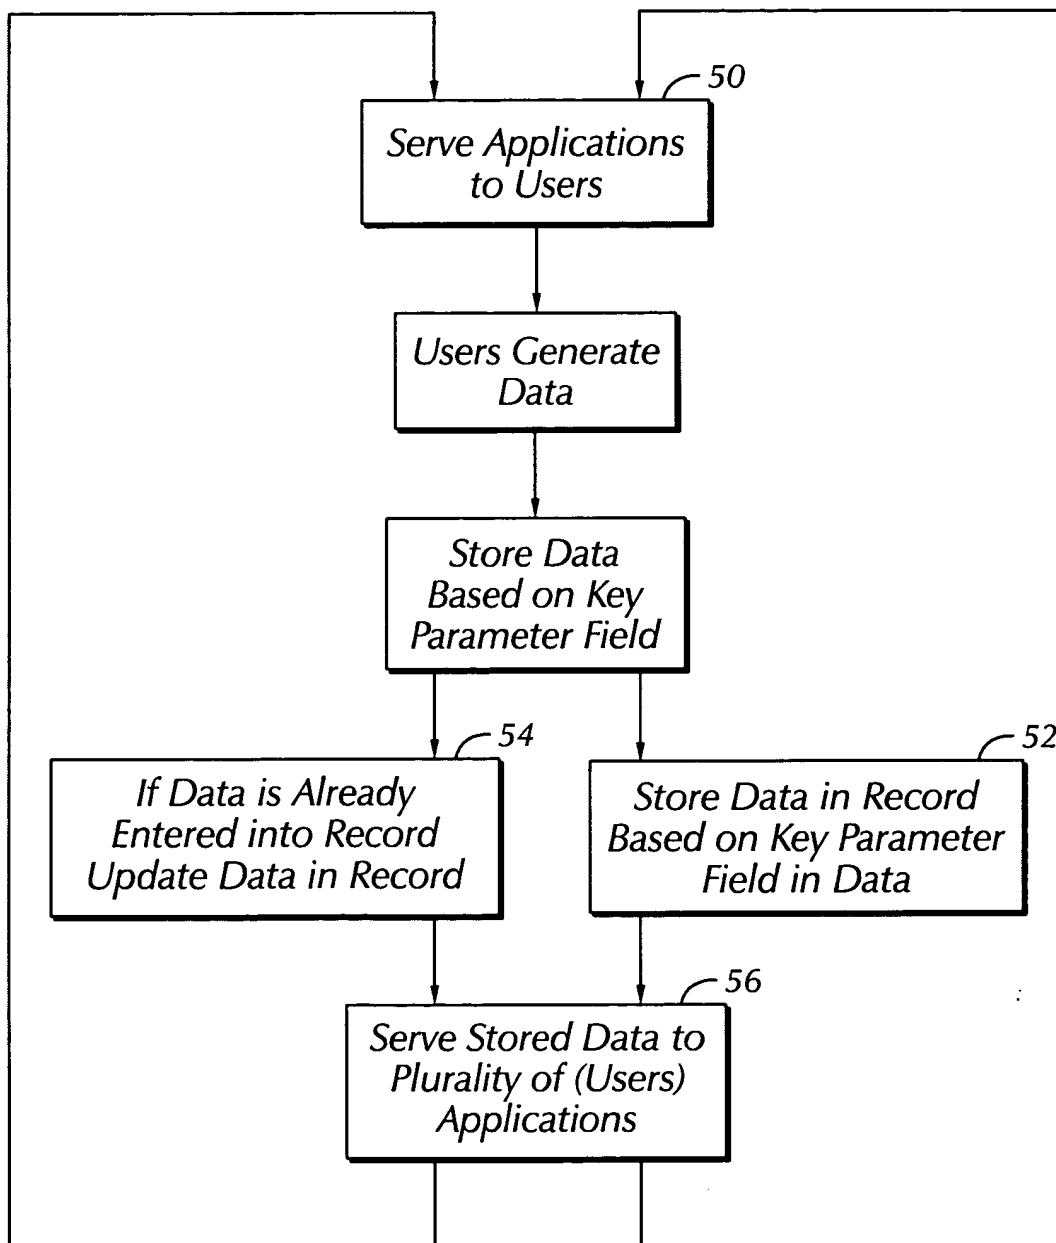 50
Serve Applications
to Users
Users Generate
Data
Store Data
Based on Key
Parameter Field
54
If Data is Already
Entered into Record
Update Data in Record
52
Store Data in Record
Based on Key Parameter
Field in Data
56
Serve Stored Data to
Plurality of (Users)
Applications